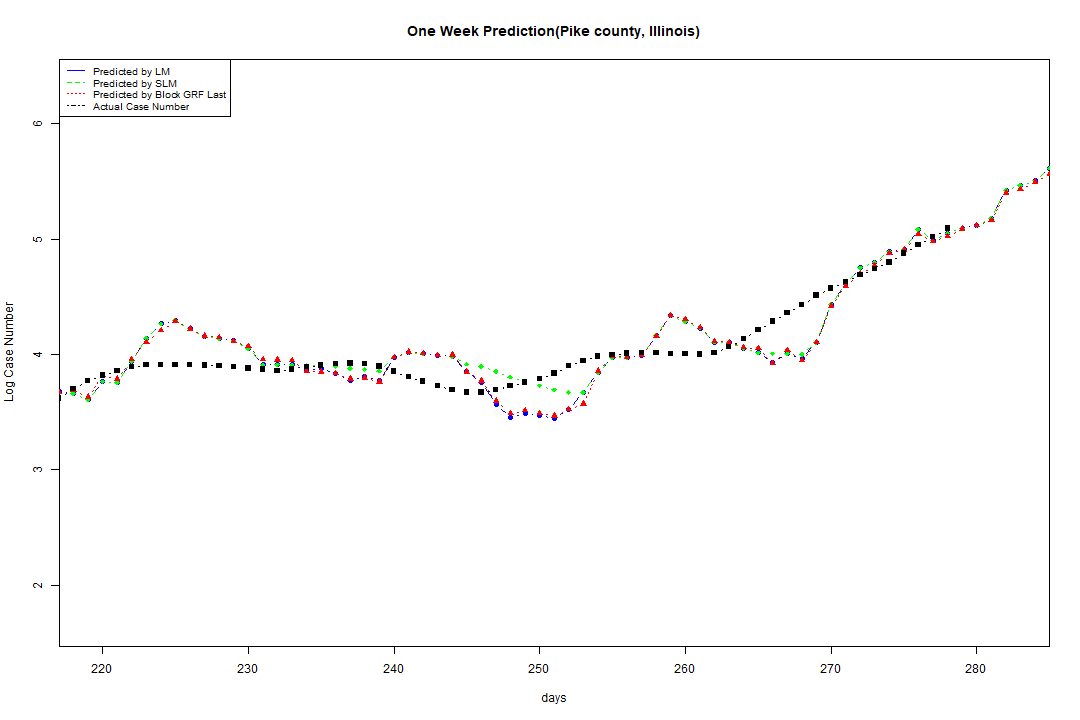 One Week Prediction(Pike county, Illinois)
Predicted by LM
Predicted by SLM
Predicted by Block GRF Last
Actual Case Number
Log Case Number
6
5
4
3
2
220 230 240 250 260 270 280
days